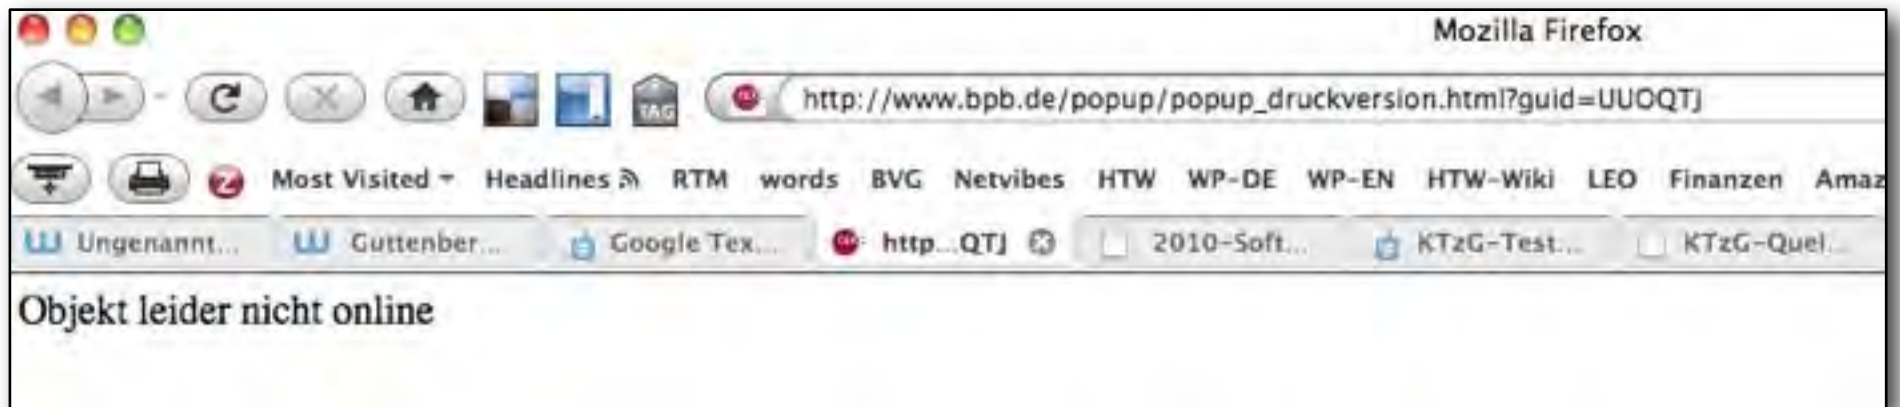 Mozilla Firefox
TAG http://www.bpb.de/popup/popup_druckversion.html?guid=UUOQTJ
Most Visited Headlines RTM words BVG Netvibes HTW WP-DE WP-EN HTW-Wiki LEO Finanzen Amaz
Ungenannt... Guttenber... Google Tex... http...QTJ 2010-Soft... KTzG-Test... KTzG-Quel...
Objekt leider nicht online